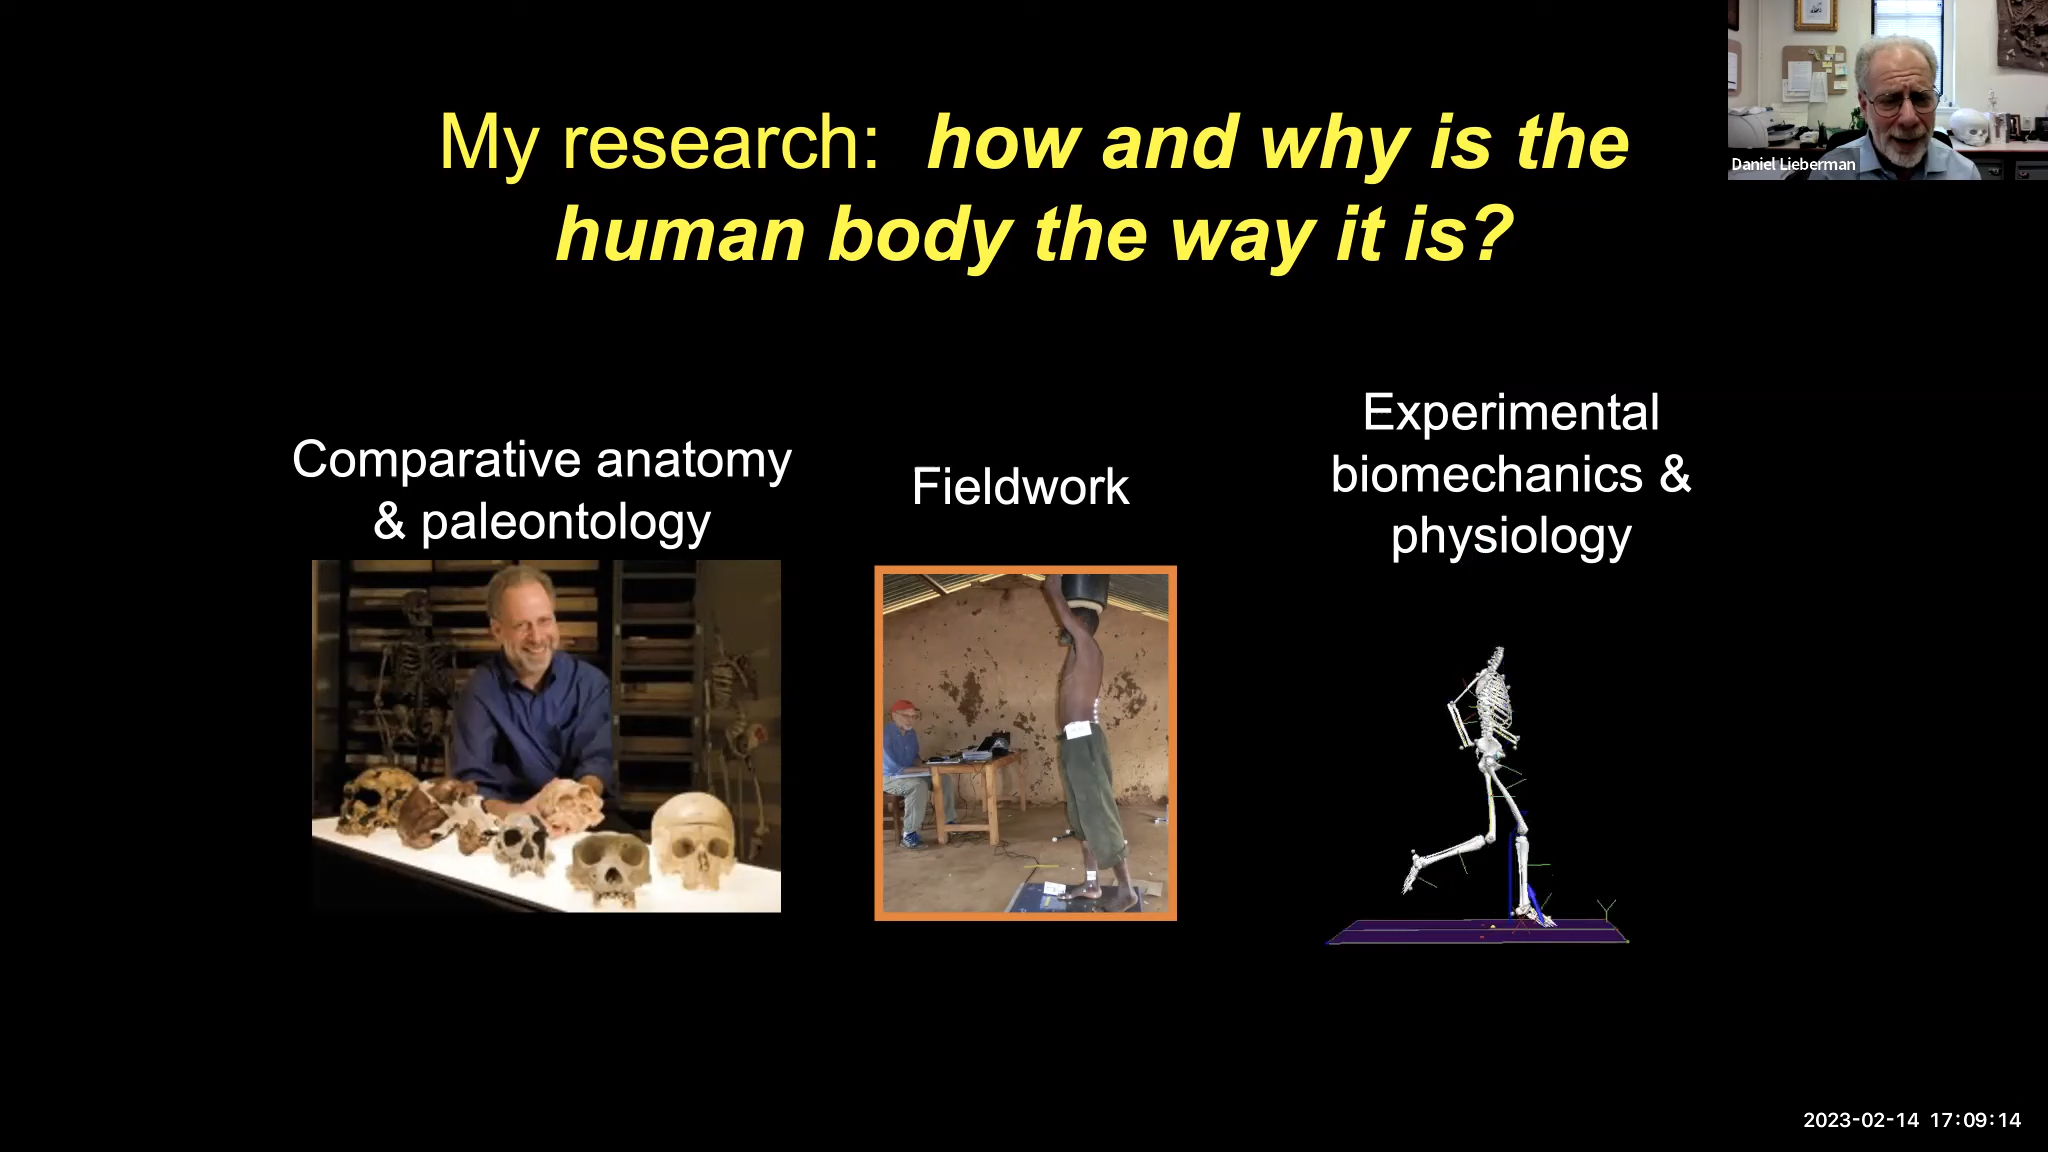 My research: how and why is the
human body the way it is?
Daniel Lieberman
Comparative anatomy
& paleontology
Fieldwork
Experimental
biomechanics &
physiology
2023-02-14 17:09:14